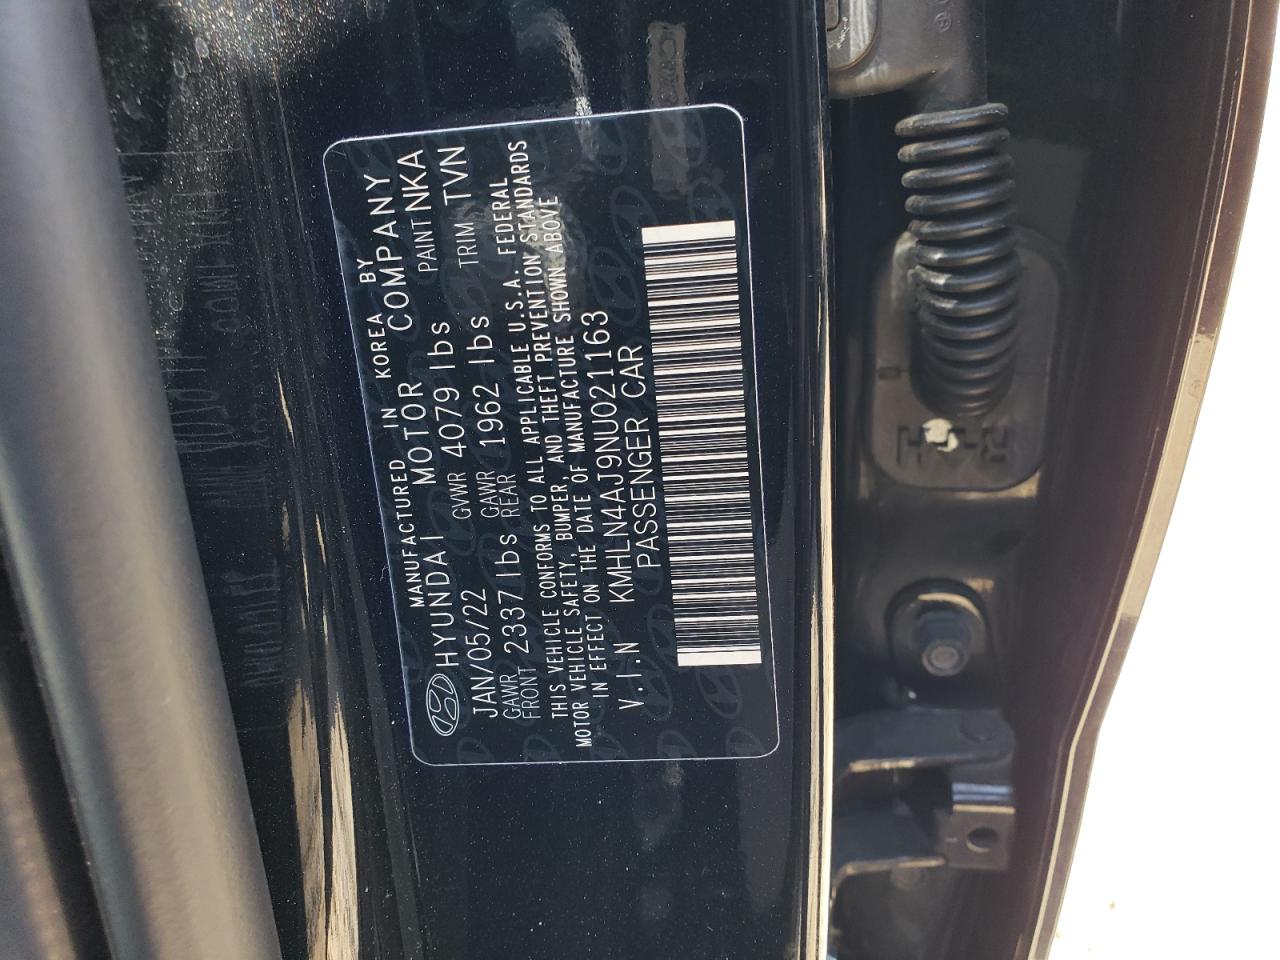 MANUFACTURED IN KOREA BY
HYUNDAI MOTOR COMPANY
JAN/05/22 GVWR 4079 lbs PAINT NKA
GAWR FRONT 2337 lbs GAWR REAR 1962 lbs TRIM TVN
THIS VEHICLE CONFORMS TO ALL APPLICABLE U.S.A. FEDERAL
MOTOR VEHICLE SAFETY, BUMPER, AND THEFT PREVENTION STANDARDS
IN EFFECT ON THE DATE OF MANUFACTURE SHOWN ABOVE
V.I.N KMHLN4AJ9NU021163
PASSENGER CAR
R-H